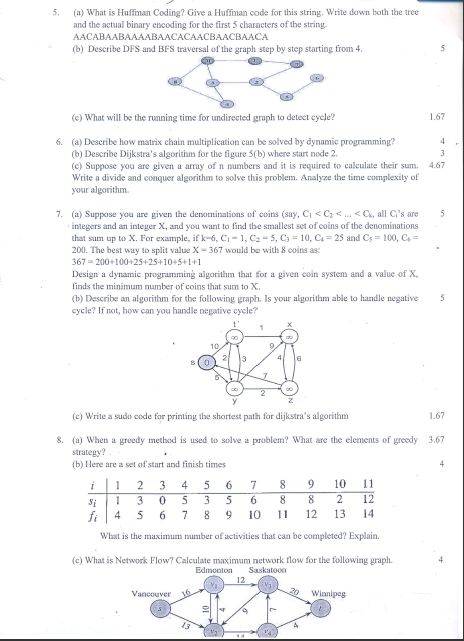 5. (a) What is Huffman Coding? Give a Huffman code for this string. Write down both the tree
and the actual binary encoding for the first 5 characters of the string.
AACABAABAAAABAACACAACBAACBAACA
(b) Describe DFS and BFS traversal of the graph step by step starting from 4. 5
(c) What will be the running time for undirected graph to detect cycle? 1.67
6. (a) Describe how matrix chain multiplication can be solved by dynamic programming? 4
(b) Describe Dijkstra's algorithm for the figure 5(b) where start node 2. 3
(c) Suppose you are given a array of n numbers and it is required to calculate their sum. 4.67
Write a divide and conquer algorithm to solve this problem. Analyze the time complexity of
your algorithm.
7. (a) Suppose you are given the denominations of coins (say, C₁ < C₂ < ... < Cₖ, all Cᵢ's are 5
integers and an integer X, and you want to find the smallest set of coins of the denominations
that sum up to X. For example, if k=6, C₁ = 1, C₂ = 5, C₃ = 10, C₄ = 25 and C₅ = 100, C₆ =
200. The best way to split value X = 367 would be with 8 coins as:
367 = 200+100+25+25+10+5+1+1
Design a dynamic programming algorithm that for a given coin system and a value of X,
finds the minimum number of coins that sum to X.
(b) Describe an algorithm for the following graph. Is your algorithm able to handle negative 5
cycle? If not, how can you handle negative cycle?
t x
1
∞ ∞
10 9
2 3 4 6
s 0
5 7
∞ ∞
2
y z
(c) Write a sudo code for printing the shortest path for dijkstra's algorithm 1.67
8. (a) When a greedy method is used to solve a problem? What are the elements of greedy 3.67
strategy?
(b) Here are a set of start and finish times 4
i 1 2 3 4 5 6 7 8 9 10 11
sᵢ 1 3 0 5 3 5 6 8 8 2 12
fᵢ 4 5 6 7 8 9 10 11 12 13 14
What is the maximum number of activities that can be completed? Explain.
(c) What is Network Flow? Calculate maximum network flow for the following graph. 4
Edmonton Saskatoon
12
Vancouver 16 v₁ v₃ 20 Winnipeg
s 10 4 9 7 t
13 v₂ v₄ 4